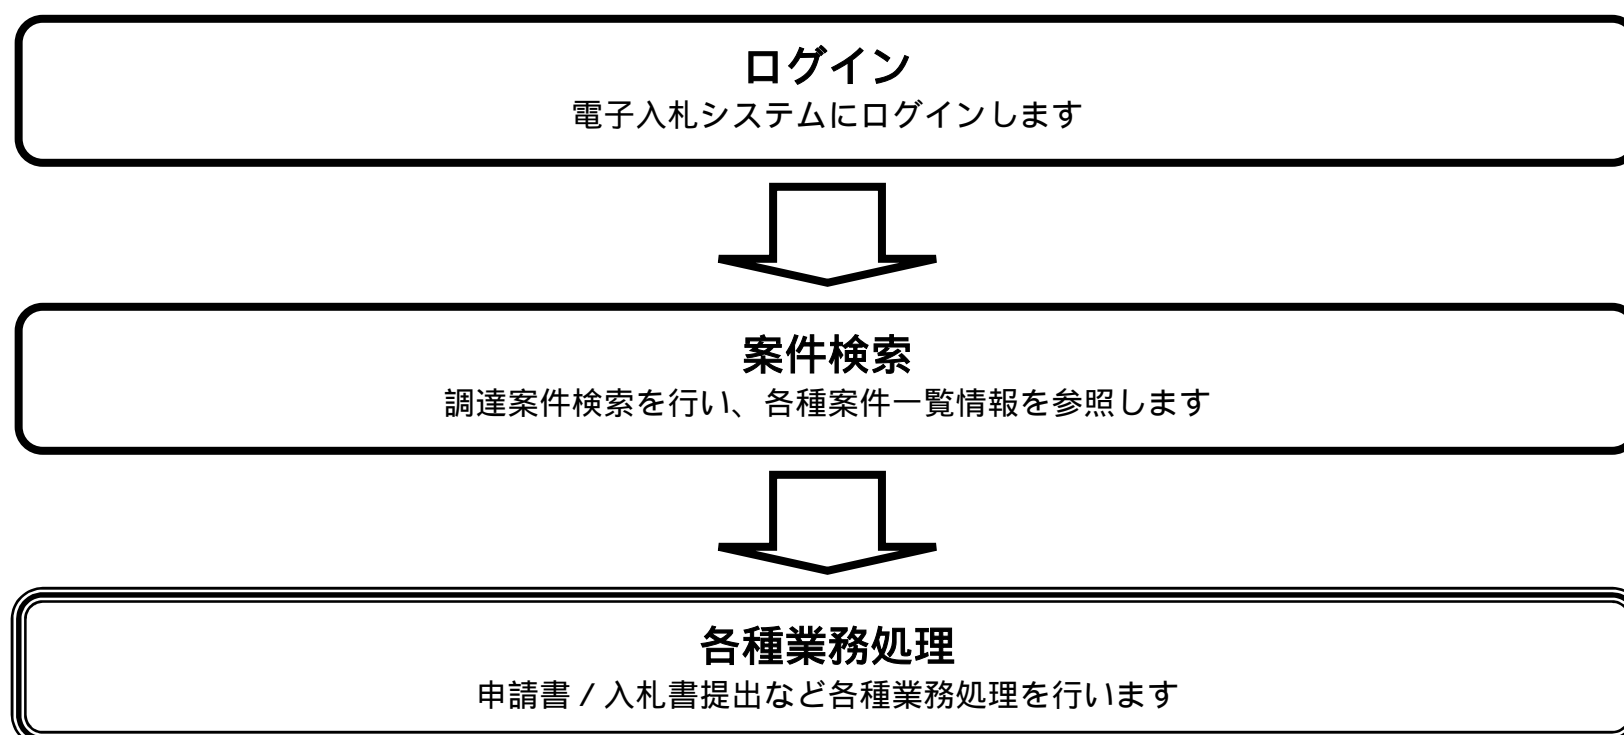 ログイン
電子入札システムにログインします
案件検索
調達案件検索を行い、各種案件一覧情報を参照します
各種業務処理
申請書 / 入札書提出など各種業務処理を行います